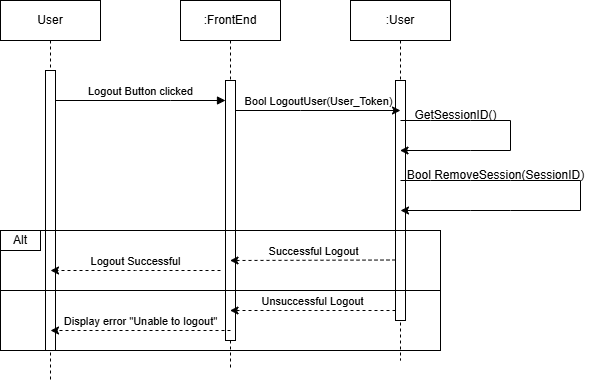 User
:FrontEnd
:User
Logout Button clicked
Bool LogoutUser(User_Token)
GetSessionID()
Bool RemoveSession(SessionID)
Alt
Successful Logout
Logout Successful
Unsuccessful Logout
Display error "Unable to logout"